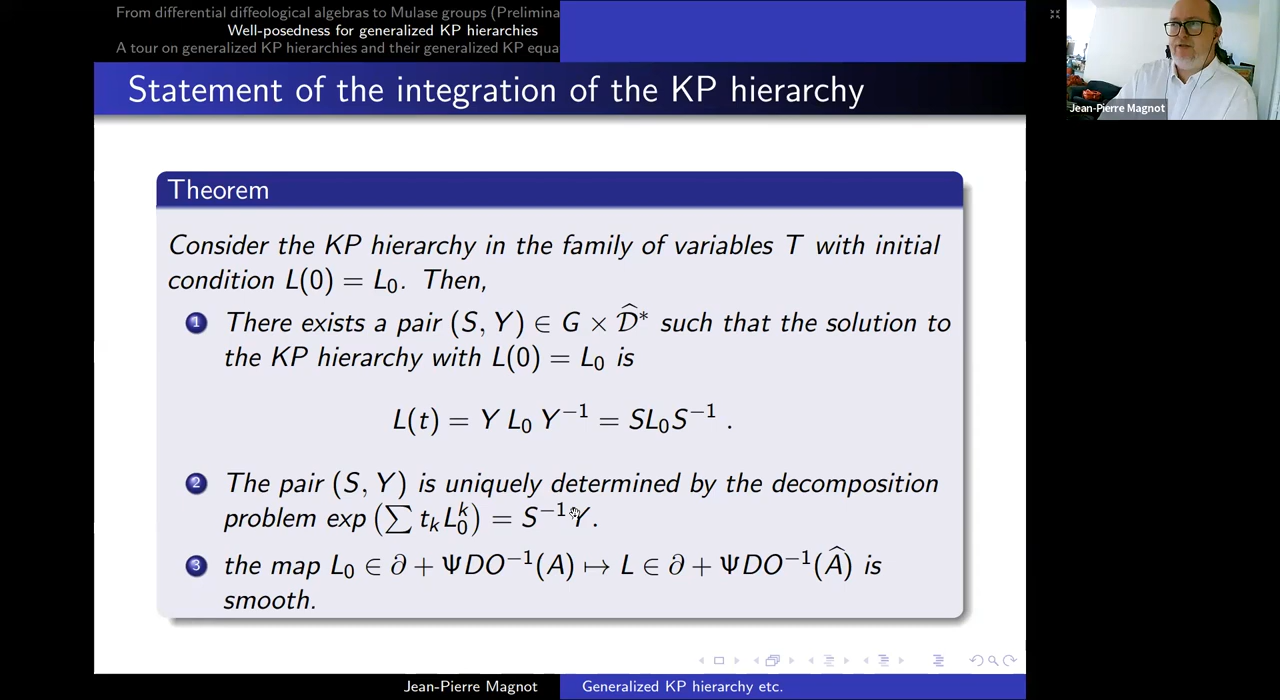 From differential diffeological algebras to Mulase groups (Prelimina
Well-posedness for generalized KP hierarchies
A tour on generalized KP hierarchies and their generalized KP equa
Statement of the integration of the KP hierarchy
Jean-Pierre Magnot
Theorem
Consider the KP hierarchy in the family of variables T with initial
condition L(0) = L₀. Then,
1 There exists a pair (S, Y) ∈ G × D̂* such that the solution to
the KP hierarchy with L(0) = L₀ is
L(t) = Y L₀ Y⁻¹ = SL₀S⁻¹ .
2 The pair (S, Y) is uniquely determined by the decomposition
problem exp (∑ tₖL₀ᵏ) = S⁻¹Y.
3 the map L₀ ∈ ∂ + ΨDO⁻¹(A) ↦ L ∈ ∂ + ΨDO⁻¹(Â) is
smooth.
Jean-Pierre Magnot
Generalized KP hierarchy etc.